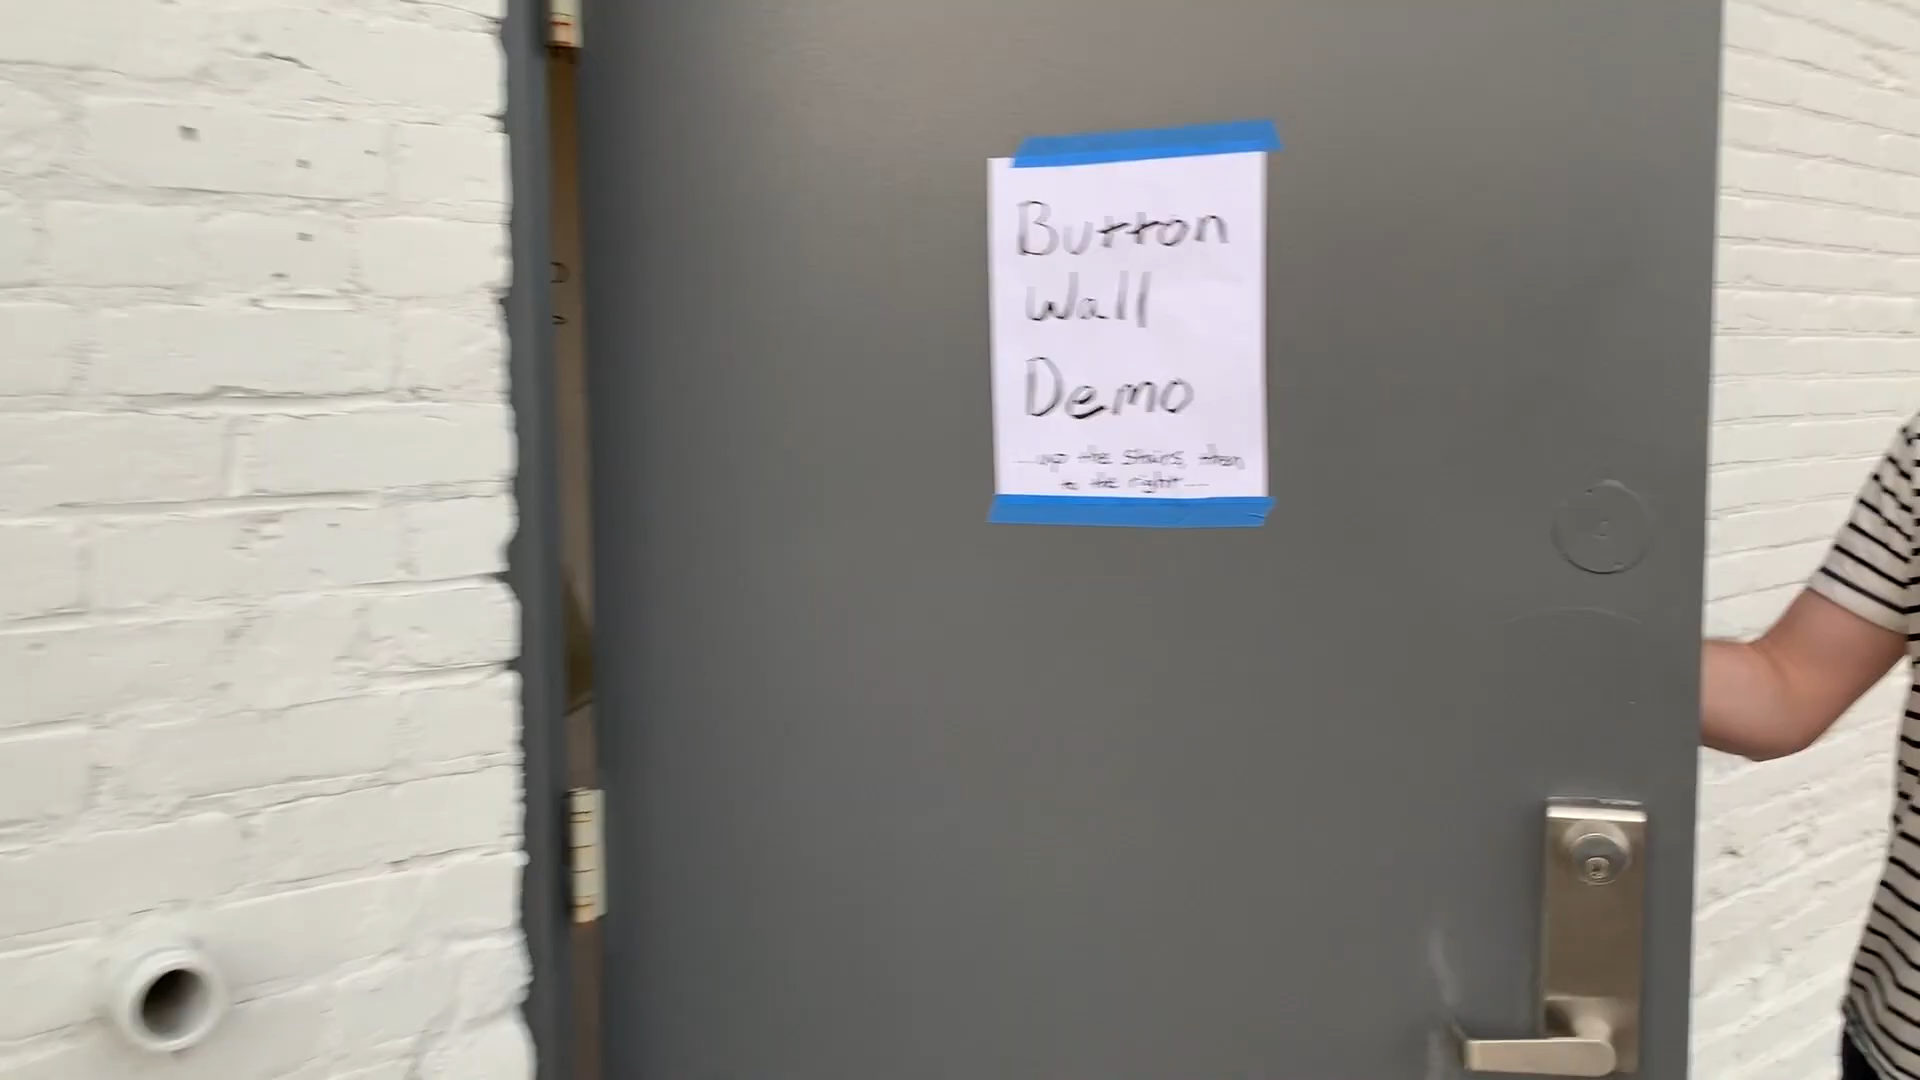 Button
Wall
Demo
...up the stairs, then
to the right...